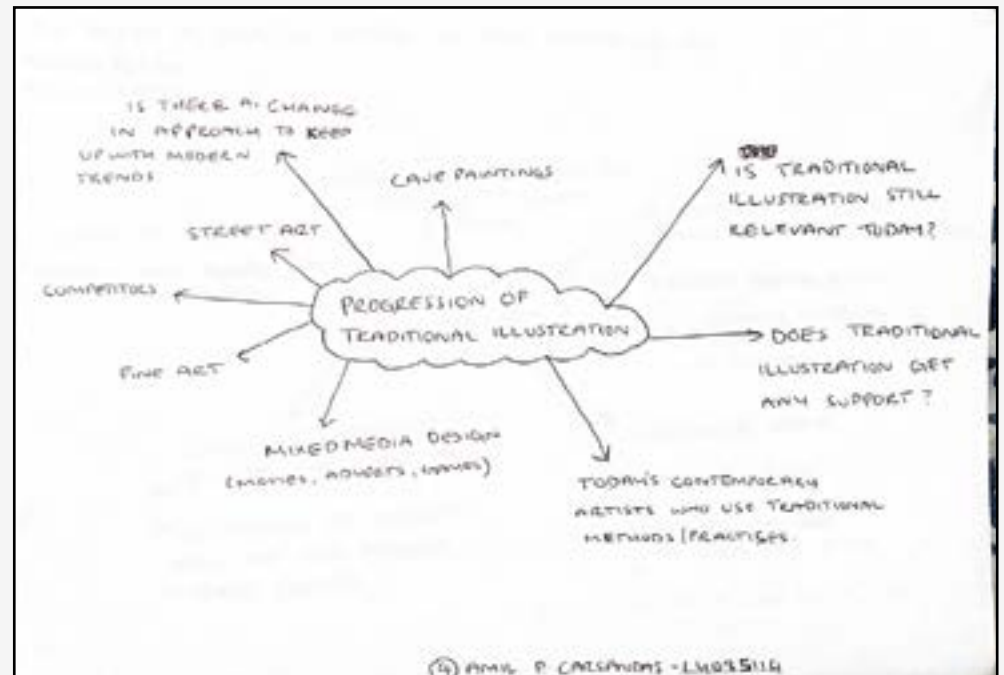 IS THERE A CHANGE
IN APPROACH TO KEEP
UP WITH MODERN
TRENDS
CAVE PAINTINGS
IS TRADITIONAL
ILLUSTRATION STILL
RELEVANT TODAY?
STREET ART
COMPETITORS
PROGRESSION OF
TRADITIONAL ILLUSTRATION
DOES TRADITIONAL
ILLUSTRATION GET
ANY SUPPORT?
FINE ART
MIXED MEDIA DESIGN
(MOVIES, ADVERTS, GAMES)
TODAY'S CONTEMPORARY
ARTISTS WHO USE TRADITIONAL
METHODS/PRACTISES.
④ AMIL P